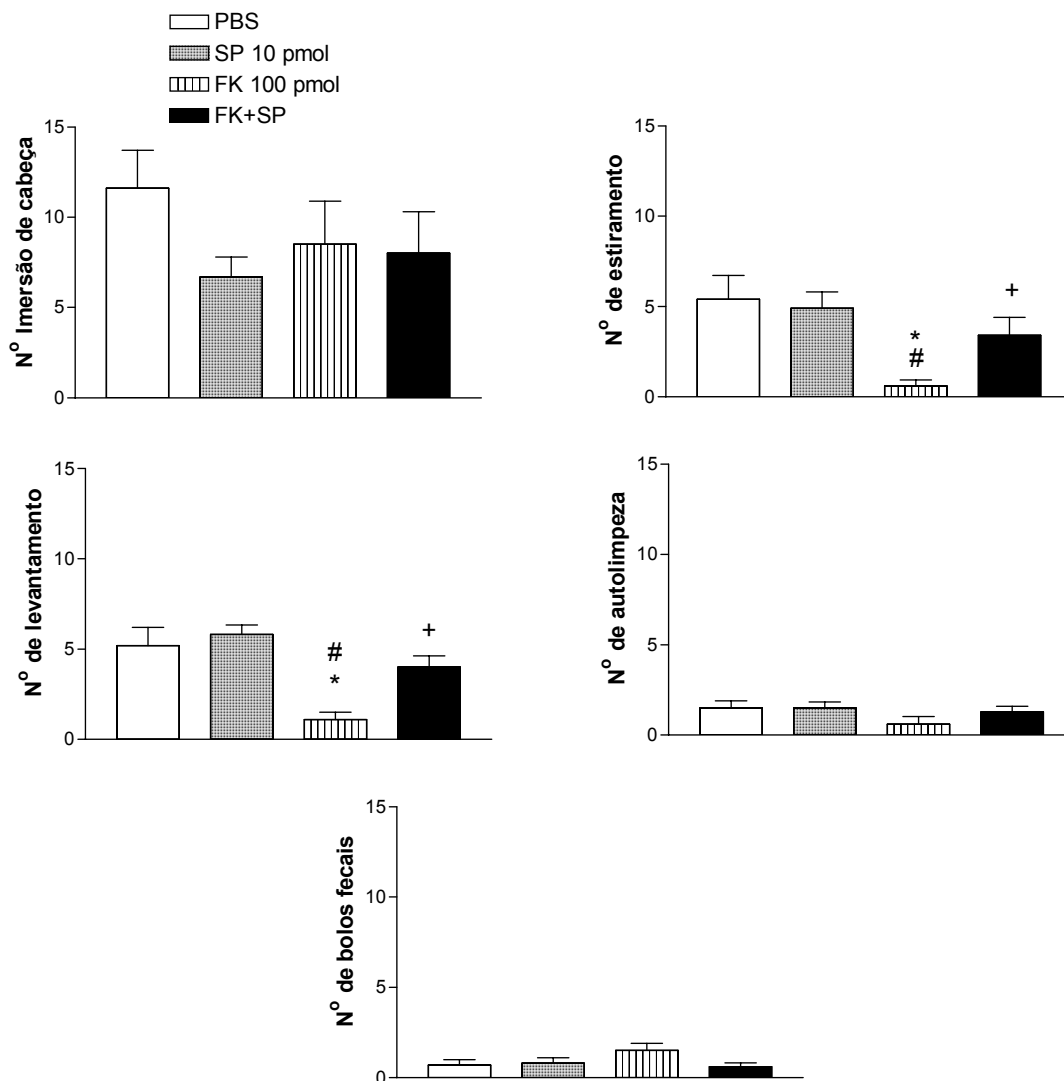 PBS
SP 10 pmol
FK 100 pmol
FK+SP
Nº Imersão de cabeça
15
10
5
0
Nº de estiramento
15
10
5
0
*
#
+
Nº de levantamento
15
10
5
0
#
*
+
Nº de autolimpeza
15
10
5
0
Nº de bolos fecais
15
10
5
0